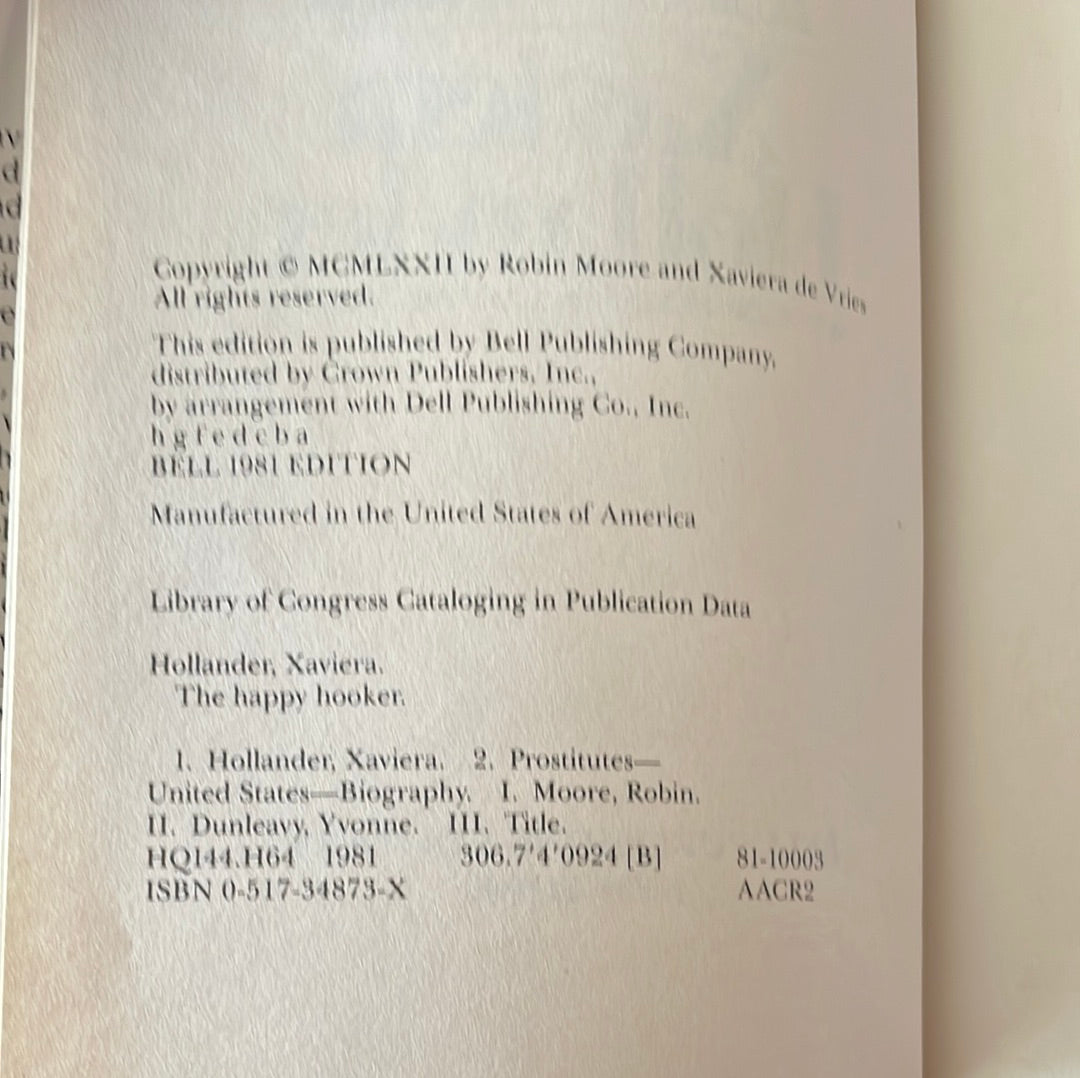 Copyright © MCMLXXII by Robin Moore and Xaviera de Vries
All rights reserved.
This edition is published by Bell Publishing Company,
distributed by Crown Publishers, Inc.,
by arrangement with Dell Publishing Co., Inc.
h g f e d c b a
BELL 1981 EDITION
Manufactured in the United States of America
Library of Congress Cataloging in Publication Data
Hollander, Xaviera.
The happy hooker.
1. Hollander, Xaviera. 2. Prostitutes—
United States—Biography. I. Moore, Robin.
II. Dunleavy, Yvonne. III. Title.
HQ144.H64 1981 306.7'4'0924 [B] 81-10003
ISBN 0-517-34873-X AACR2